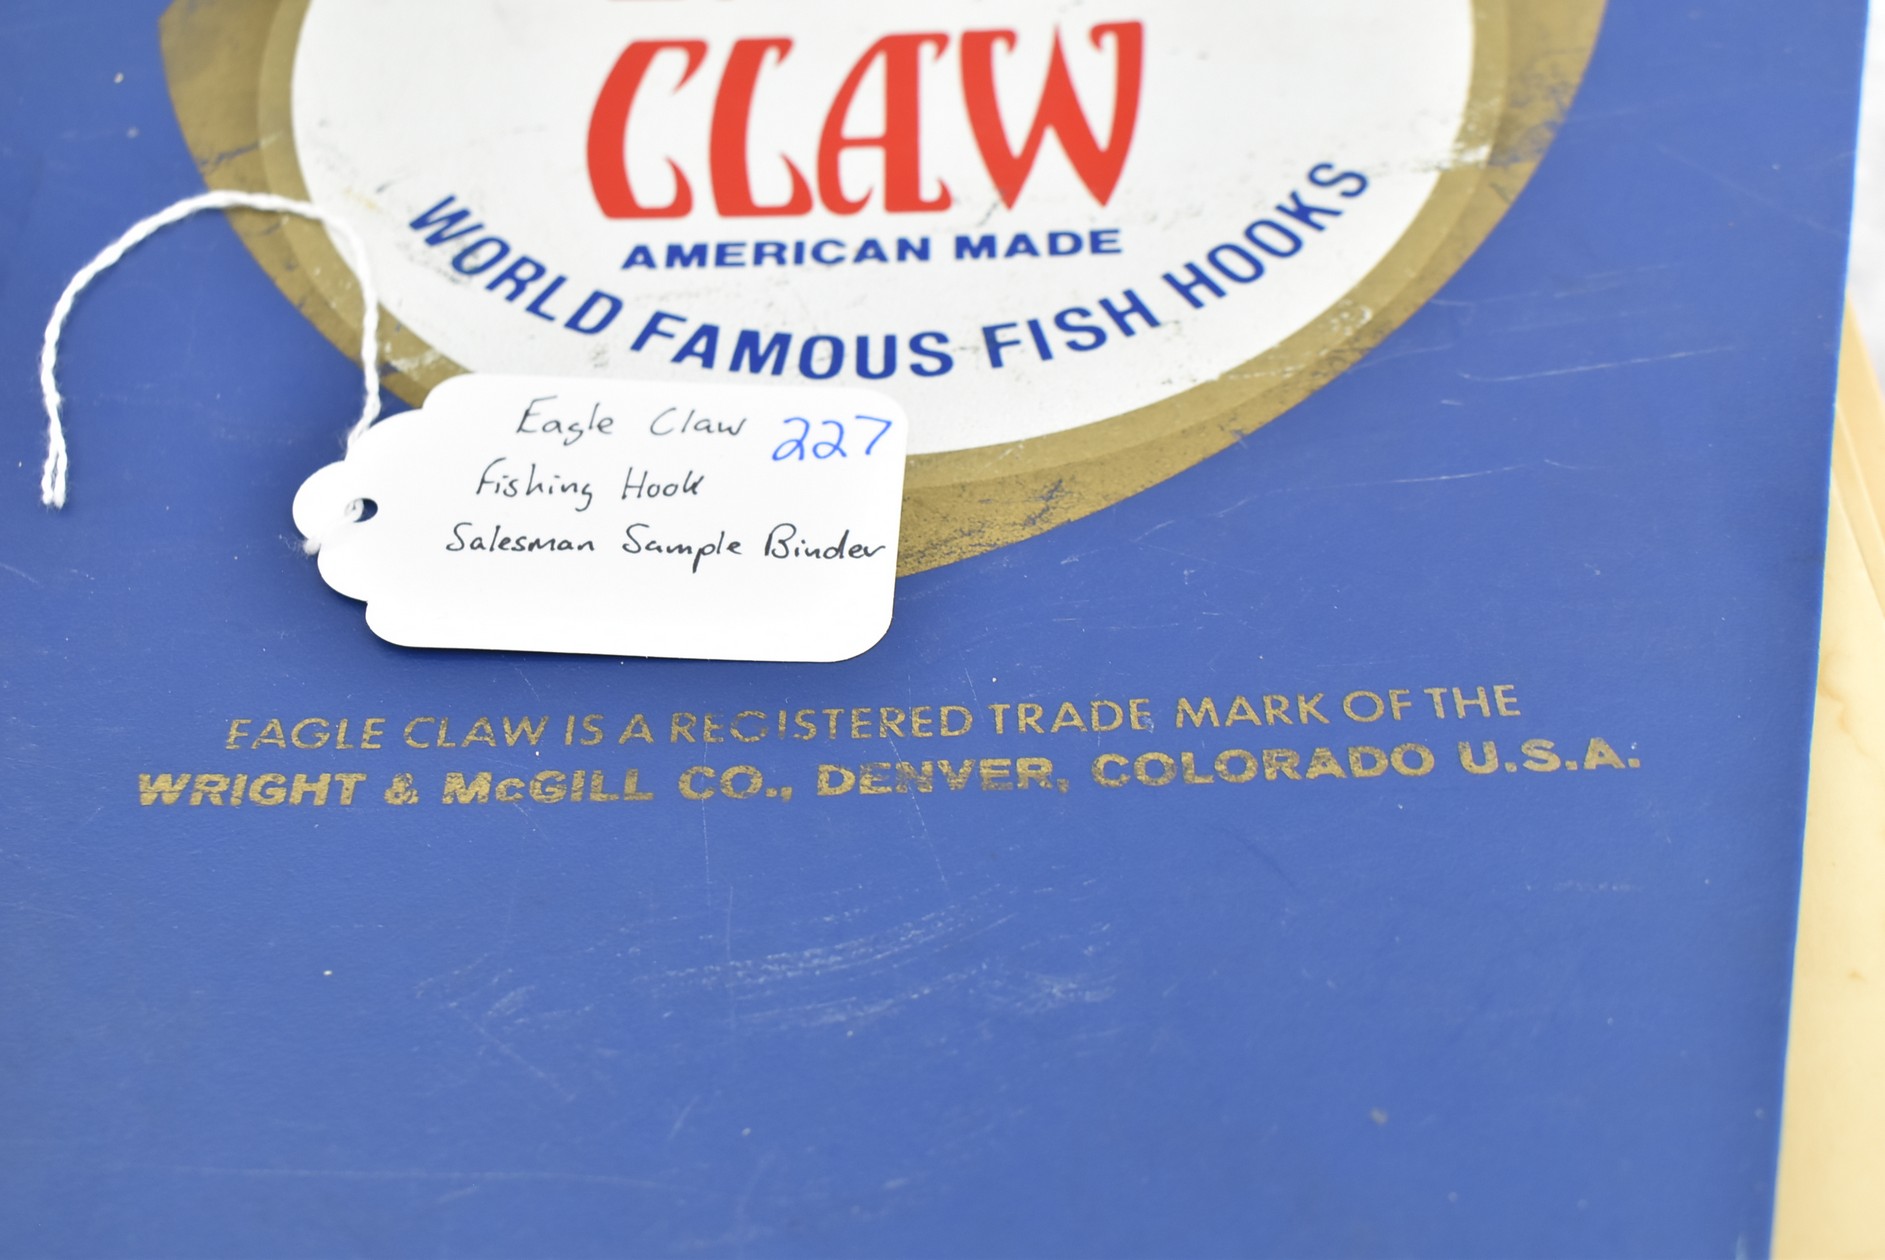 CLAW
AMERICAN MADE
WORLD FAMOUS FISH HOOKS
Eagle Claw 227
Fishing Hook
Salesman Sample Binder
EAGLE CLAW IS A REGISTERED TRADE MARK OF THE
WRIGHT & McGILL CO., DENVER, COLORADO U.S.A.